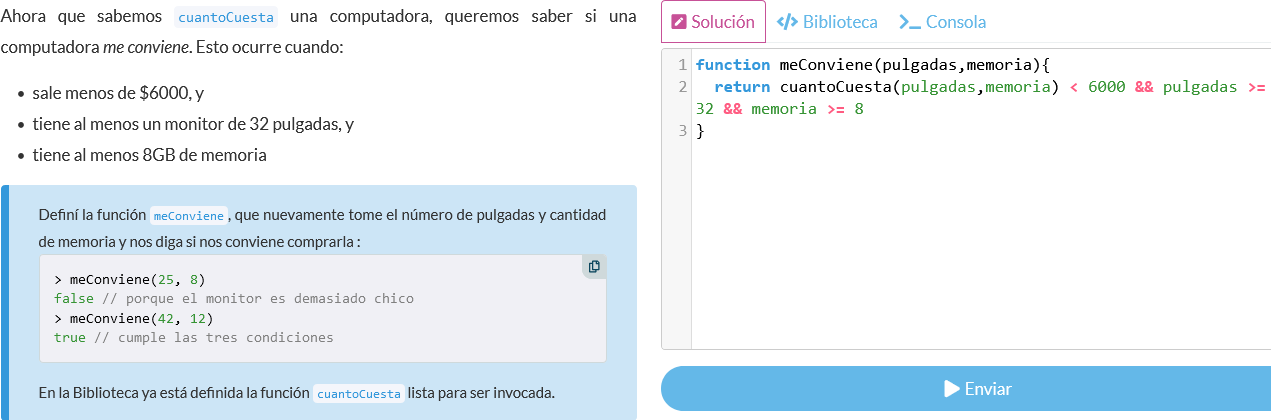 Ahora que sabemos cuantoCuesta una computadora, queremos saber si una
computadora me conviene. Esto ocurre cuando:
• sale menos de $6000, y
• tiene al menos un monitor de 32 pulgadas, y
• tiene al menos 8GB de memoria
Definí la función meConviene, que nuevamente tome el número de pulgadas y cantidad
de memoria y nos diga si nos conviene comprarla :
> meConviene(25, 8)
false // porque el monitor es demasiado chico
> meConviene(42, 12)
true // cumple las tres condiciones
En la Biblioteca ya está definida la función cuantoCuesta lista para ser invocada.
Solución </> Biblioteca >_ Consola
1 function meConviene(pulgadas,memoria){
2   return cuantoCuesta(pulgadas,memoria) < 6000 && pulgadas >=
32 && memoria >= 8
3 }
Enviar